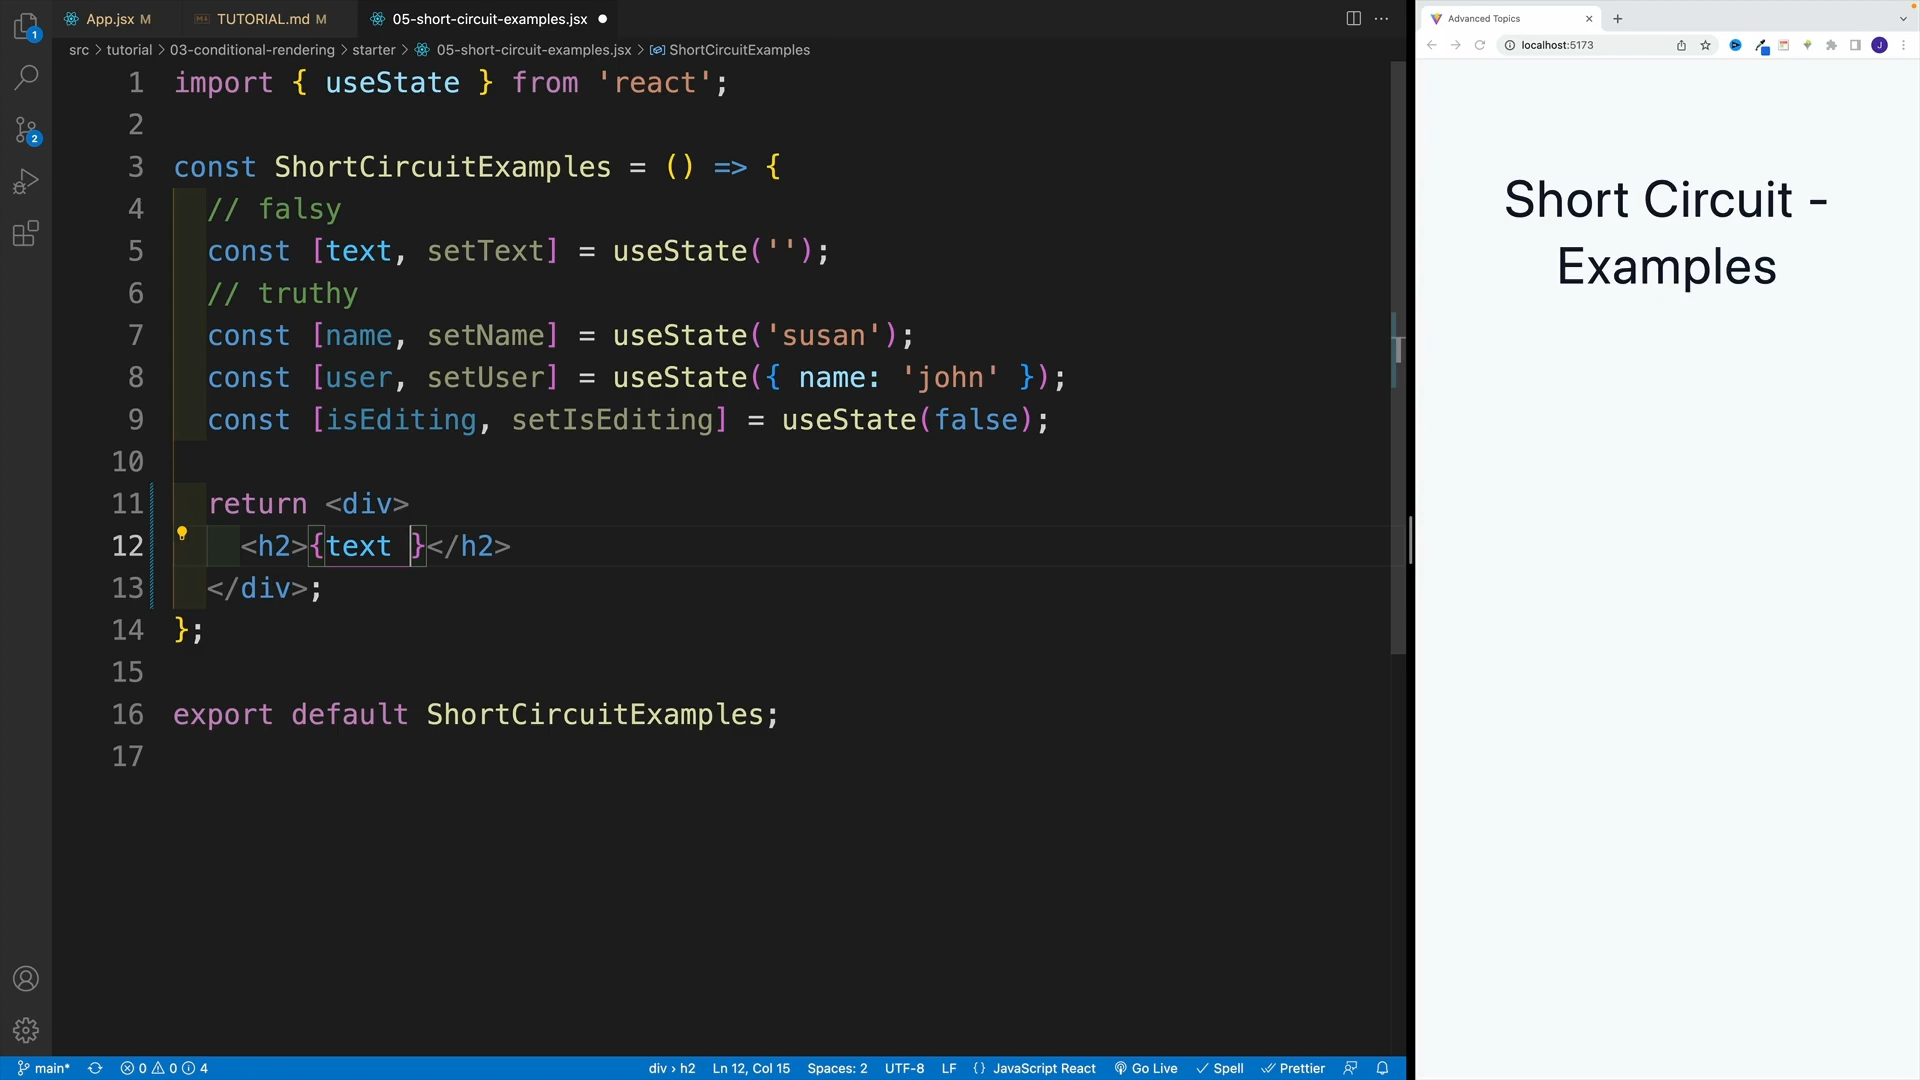 App.jsx M
TUTORIAL.md M
05-short-circuit-examples.jsx
src > tutorial > 03-conditional-rendering > starter > 05-short-circuit-examples.jsx > ShortCircuitExamples
1 import { useState } from 'react';
2
3 const ShortCircuitExamples = () => {
4 // falsy
5 const [text, setText] = useState('');
6 // truthy
7 const [name, setName] = useState('susan');
8 const [user, setUser] = useState({ name: 'john' });
9 const [isEditing, setIsEditing] = useState(false);
10
11 return <div>
12 <h2>{text }</h2>
13 </div>;
14 };
15
16 export default ShortCircuitExamples;
17
1
2
main* 0 0 4
div > h2 Ln 12, Col 15 Spaces: 2 UTF-8 LF {} JavaScript React Go Live Spell Prettier
Advanced Topics
localhost:5173
J
Short Circuit -
Examples